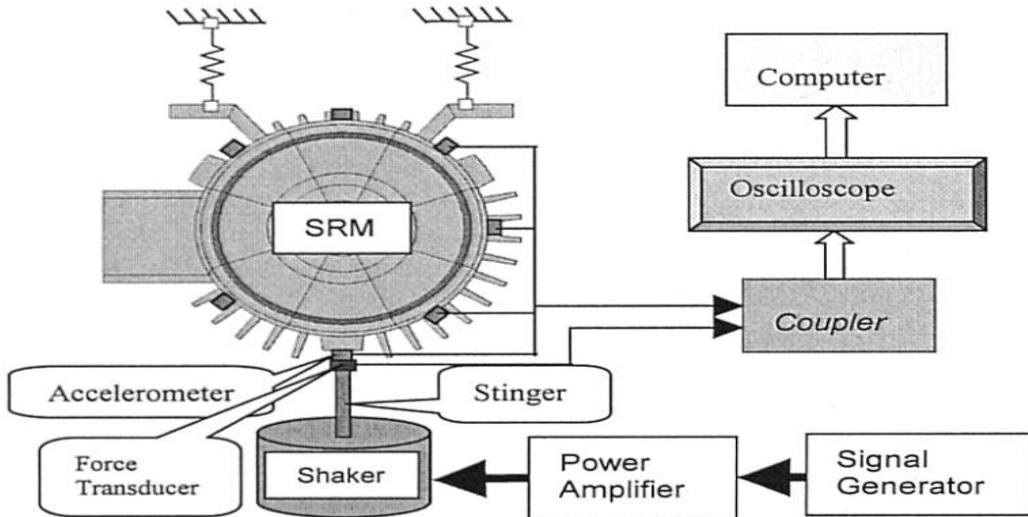 Computer
Oscilloscope
SRM
Coupler
Accelerometer
Stinger
Force
Transducer
Shaker
Power
Amplifier
Signal
Generator